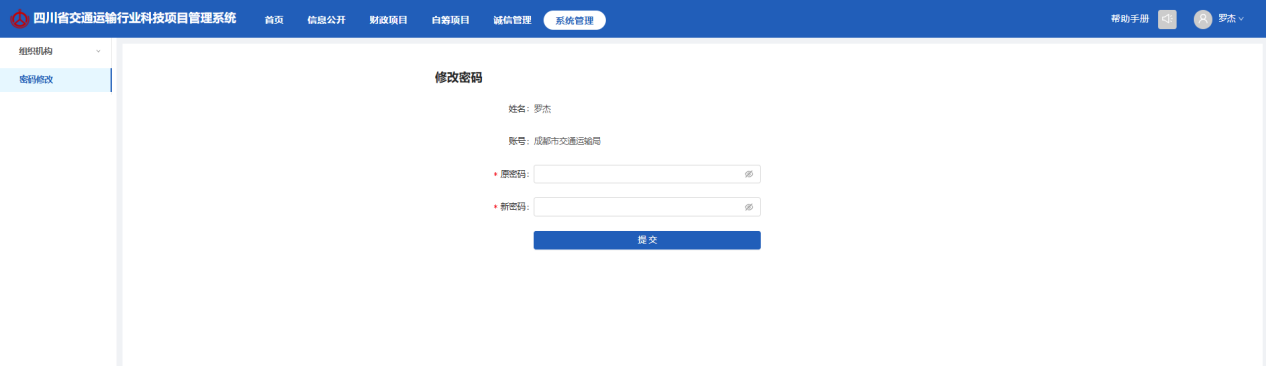 四川省交通运输行业科技项目管理系统 首页 信息公开 财政项目 自筹项目 诚信管理 系统管理 帮助手册 罗杰
组织机构
密码修改
修改密码
姓名: 罗杰
账号: 成都市交通运输局
* 原密码:
* 新密码:
提交